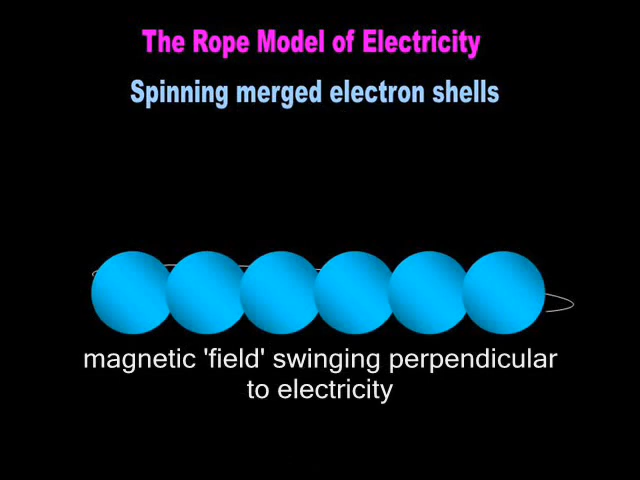 The Rope Model of Electricity
Spinning merged electron shells
magnetic 'field' swinging perpendicular
to electricity